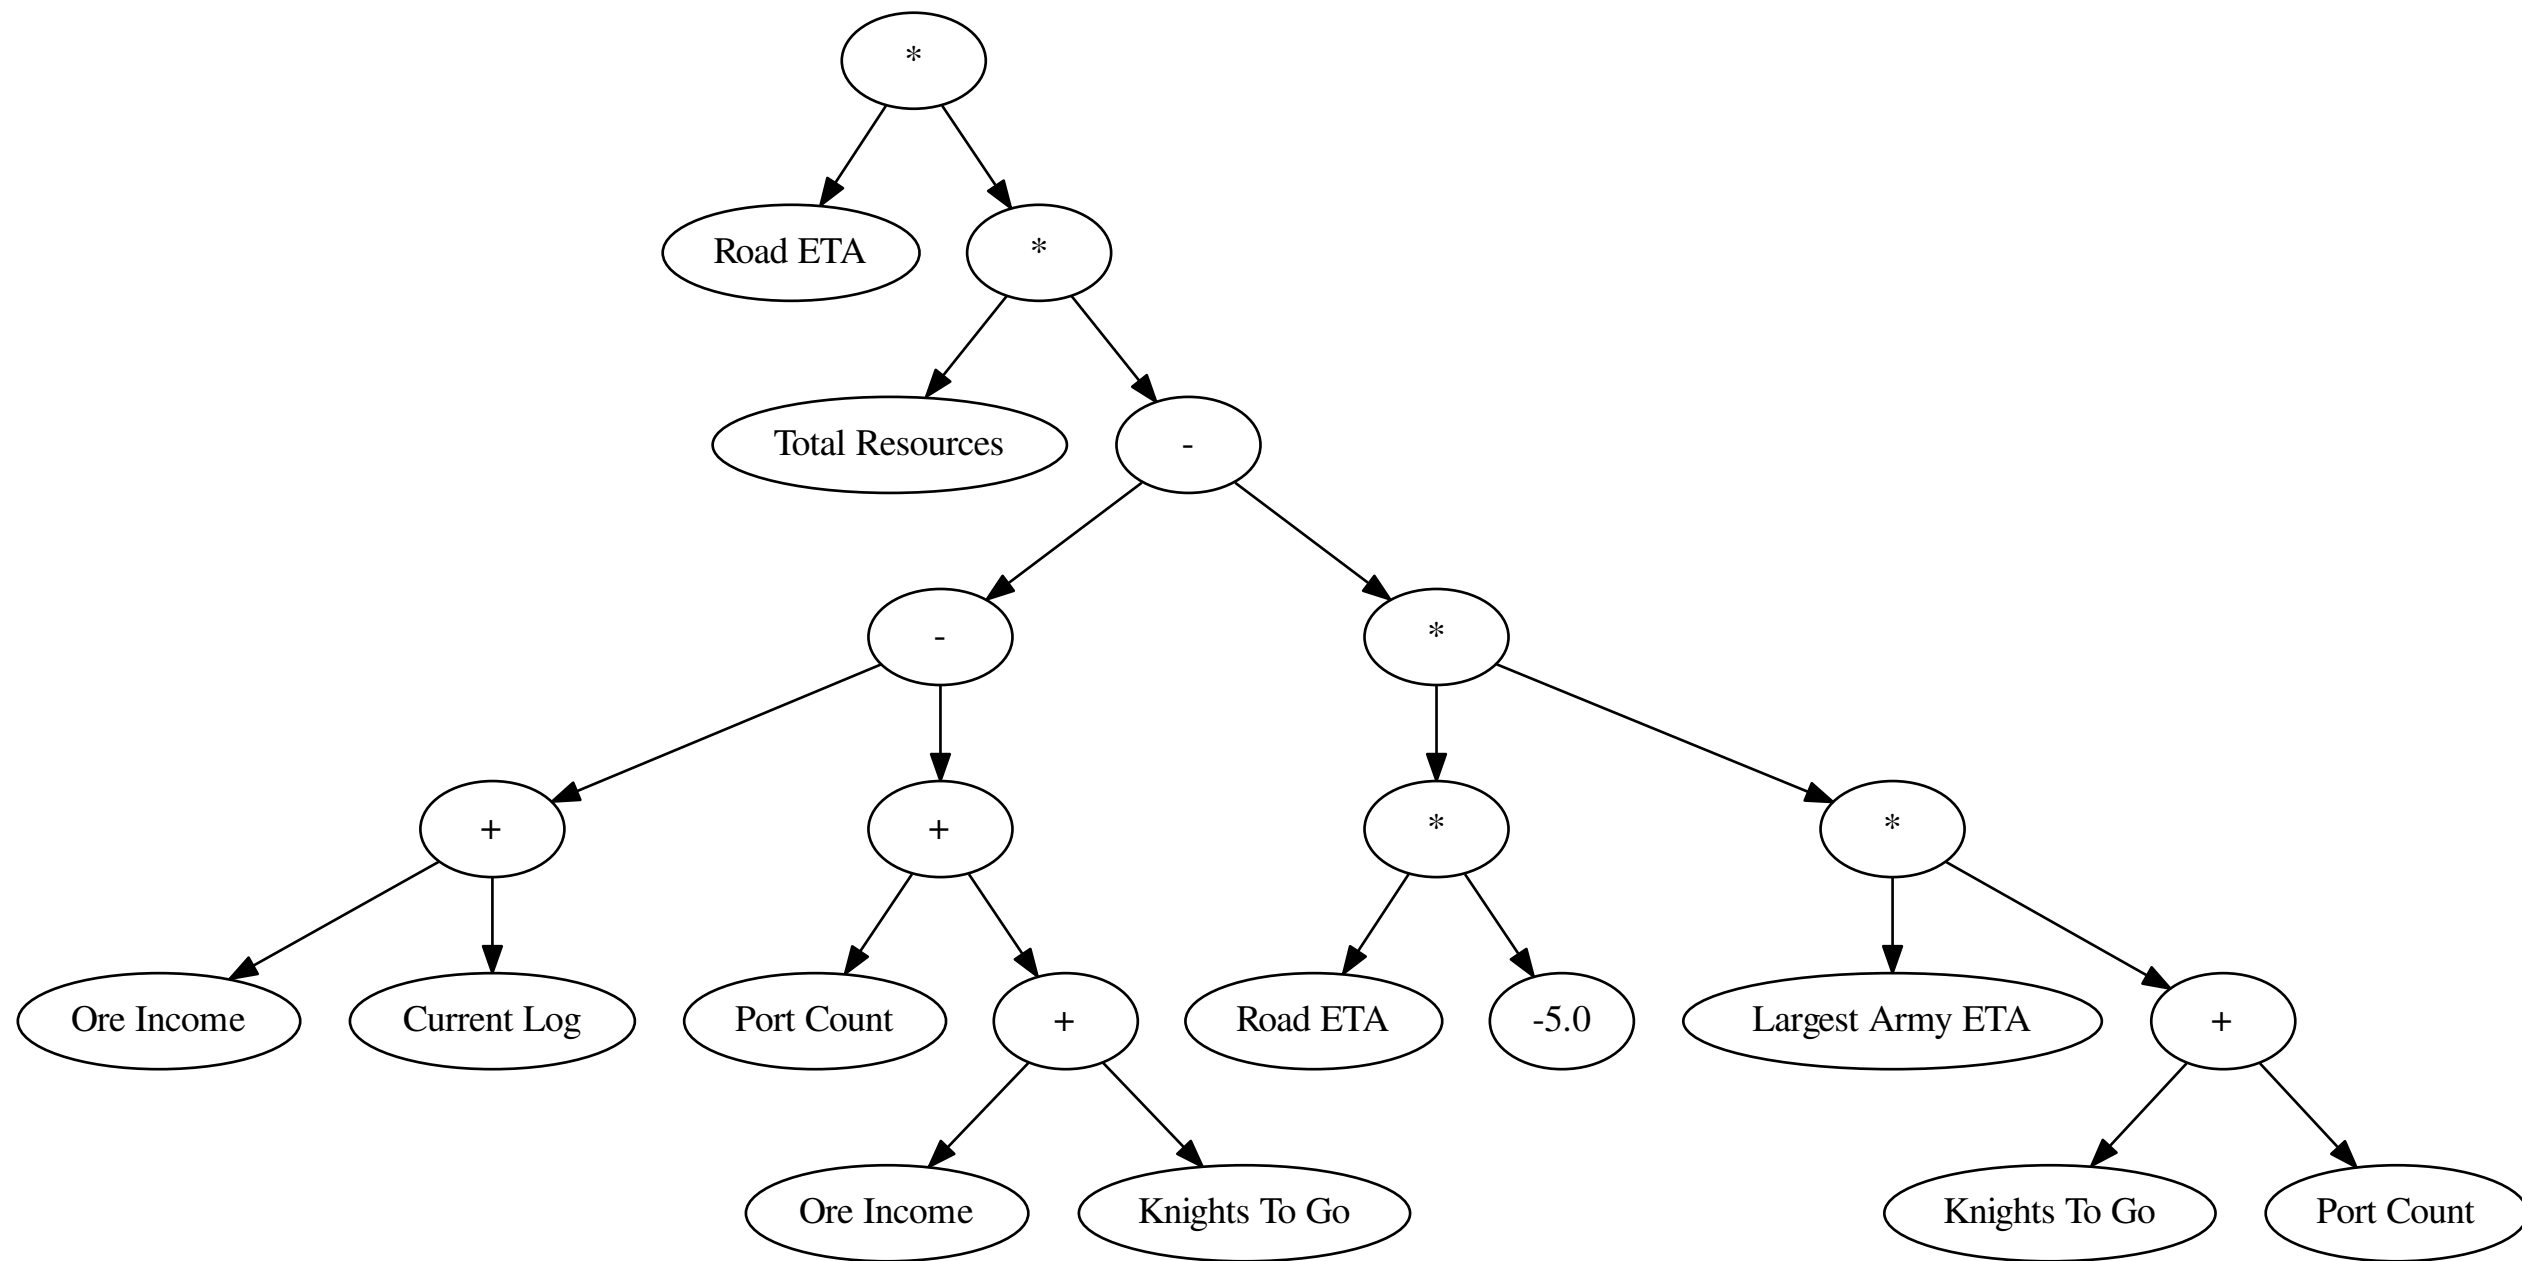 *
Road ETA
*
Total Resources
-
-
*
+
+
*
*
Ore Income
Current Log
Port Count
+
Road ETA
-5.0
Largest Army ETA
+
Ore Income
Knights To Go
Knights To Go
Port Count